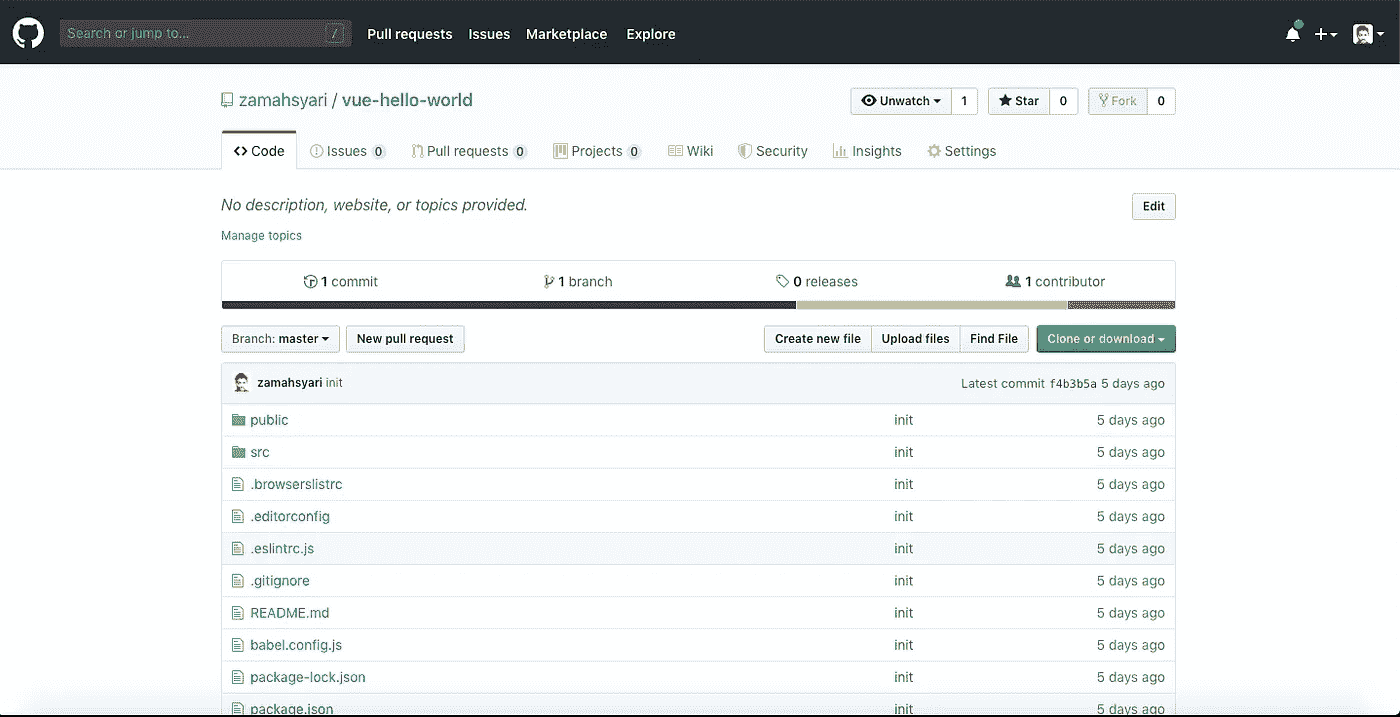 Search or jump to... / Pull requests Issues Marketplace Explore
zamahsyari / vue-hello-world Unwatch 1 Star 0 Fork 0
Code Issues 0 Pull requests 0 Projects 0 Wiki Security Insights Settings
No description, website, or topics provided. Edit
Manage topics
1 commit 1 branch 0 releases 1 contributor
Branch: master New pull request Create new file Upload files Find File Clone or download
zamahsyari init Latest commit f4b3b5a 5 days ago
public init 5 days ago
src init 5 days ago
.browserslistrc init 5 days ago
.editorconfig init 5 days ago
.eslintrc.js init 5 days ago
.gitignore init 5 days ago
README.md init 5 days ago
babel.config.js init 5 days ago
package-lock.json init 5 days ago
package.json init 5 days ago